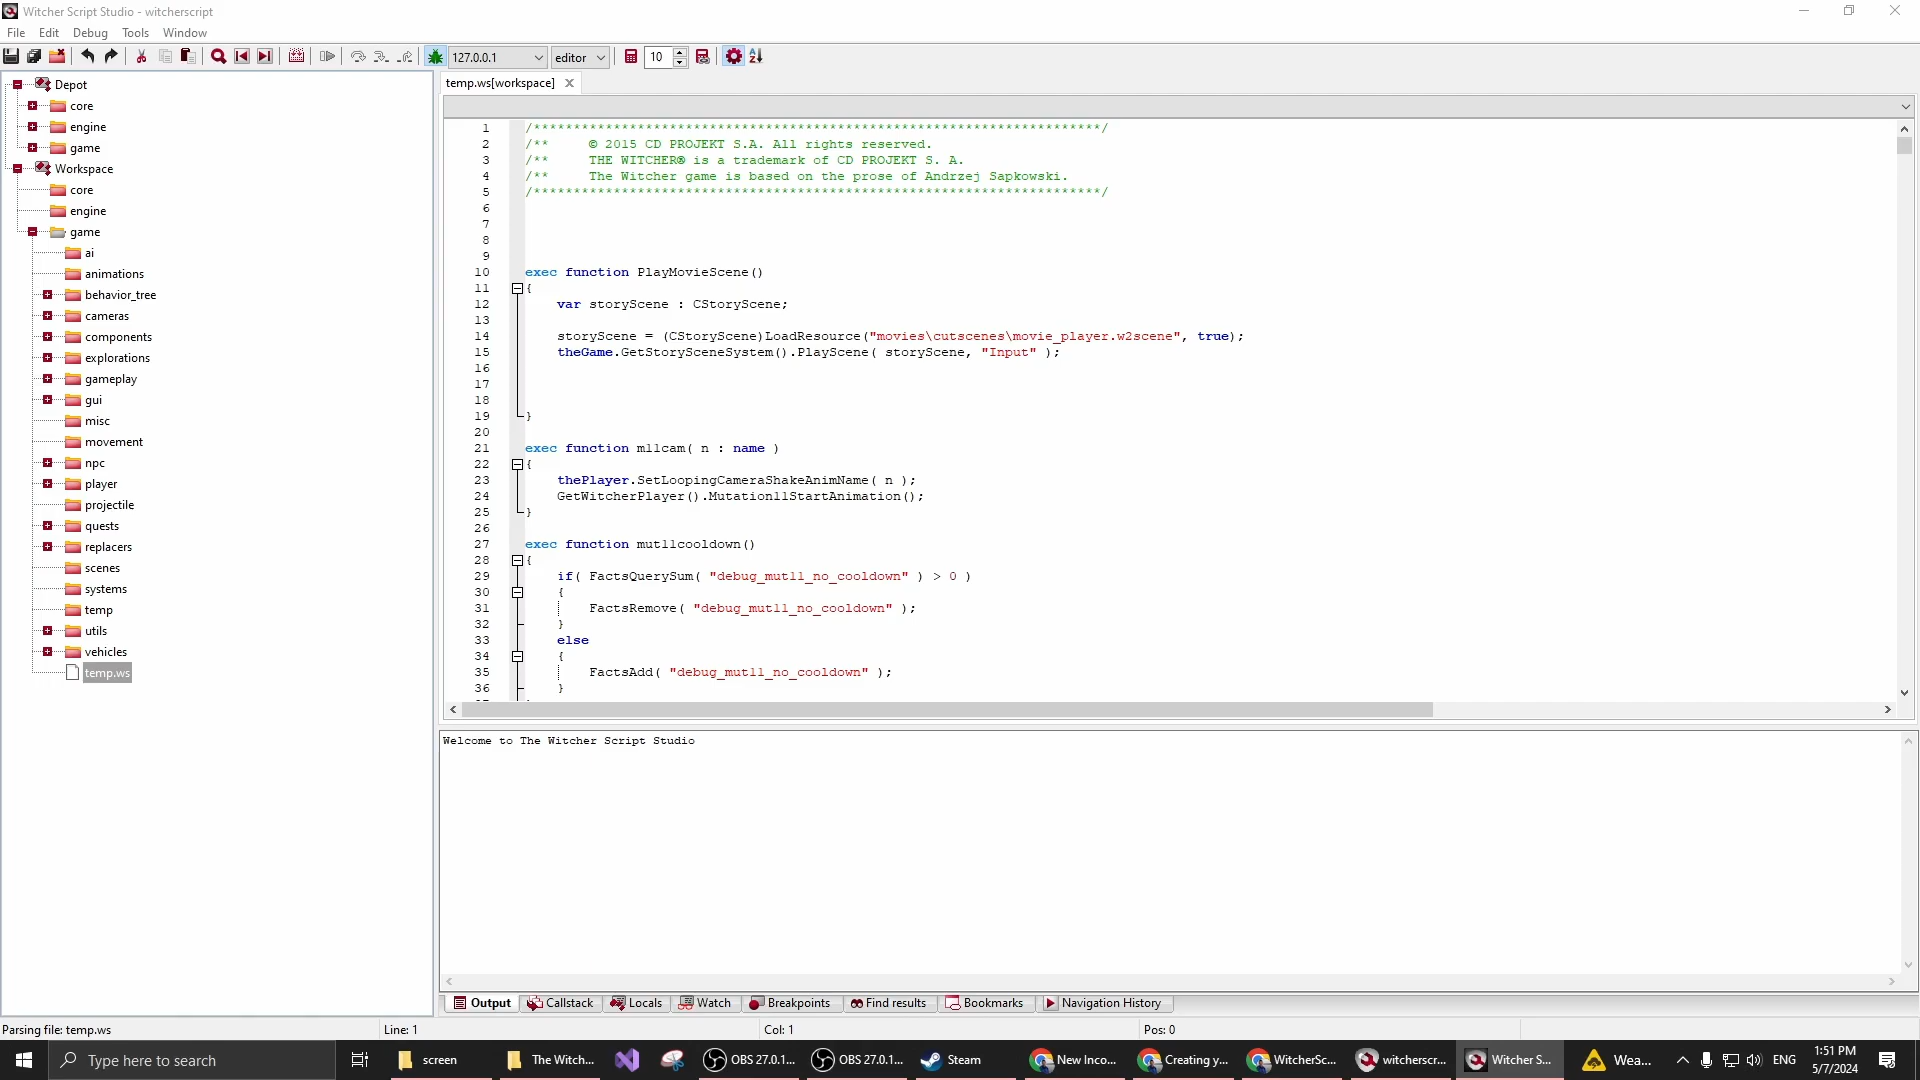 Witcher Script Studio - witcherscript
File Edit Debug Tools Window
127.0.0.1 editor 10
Depot
core
engine
game
Workspace
core
engine
game
ai
animations
behavior_tree
cameras
components
explorations
gameplay
gui
misc
movement
npc
player
projectile
quests
replacers
scenes
systems
temp
utils
vehicles
temp.ws
temp.ws[workspace]
1 /***********************************************************************/
2 /** © 2015 CD PROJEKT S.A. All rights reserved.
3 /** THE WITCHER® is a trademark of CD PROJEKT S. A.
4 /** The Witcher game is based on the prose of Andrzej Sapkowski.
5 /***********************************************************************/
6
7
8
9
10 exec function PlayMovieScene()
11 {
12 var storyScene : CStoryScene;
13
14 storyScene = (CStoryScene)LoadResource("movies\cutscenes\movie_player.w2scene", true);
15 theGame.GetStorySceneSystem().PlayScene( storyScene, "Input" );
16
17
18
19 }
20
21 exec function m11cam( n : name )
22 {
23 thePlayer.SetLoopingCameraShakeAnimName( n );
24 GetWitcherPlayer().Mutation11StartAnimation();
25 }
26
27 exec function mut11cooldown()
28 {
29 if( FactsQuerySum( "debug_mut11_no_cooldown" ) > 0 )
30 {
31 FactsRemove( "debug_mut11_no_cooldown" );
32 }
33 else
34 {
35 FactsAdd( "debug_mut11_no_cooldown" );
36 }
Welcome to The Witcher Script Studio
Output Callstack Locals Watch Breakpoints Find results Bookmarks Navigation History
Parsing file: temp.ws Line: 1 Col: 1 Pos: 0
Type here to search screen The Witch... OBS 27.0.1... OBS 27.0.1... Steam New Inco... Creating y... WitcherSc... witcherscr... Witcher S... Wea... ENG 1:51 PM
5/7/2024